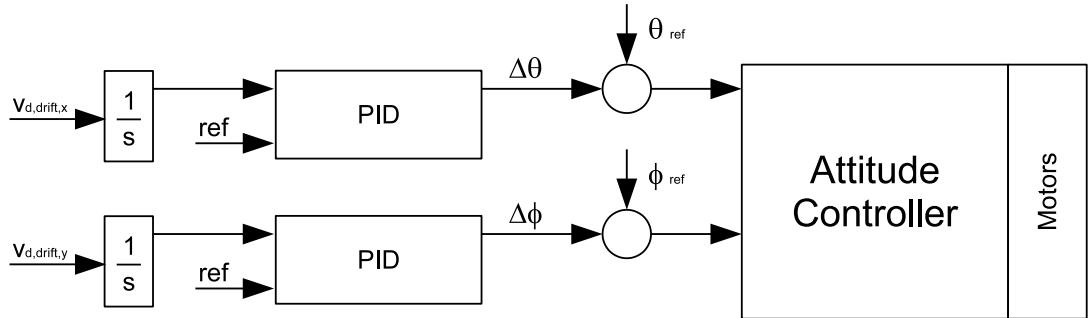 θ ref
Δθ
v d,drift,x
1
s
PID
ref
Attitude
Controller
Motors
ϕ ref
Δϕ
v d,drift,y
1
s
PID
ref